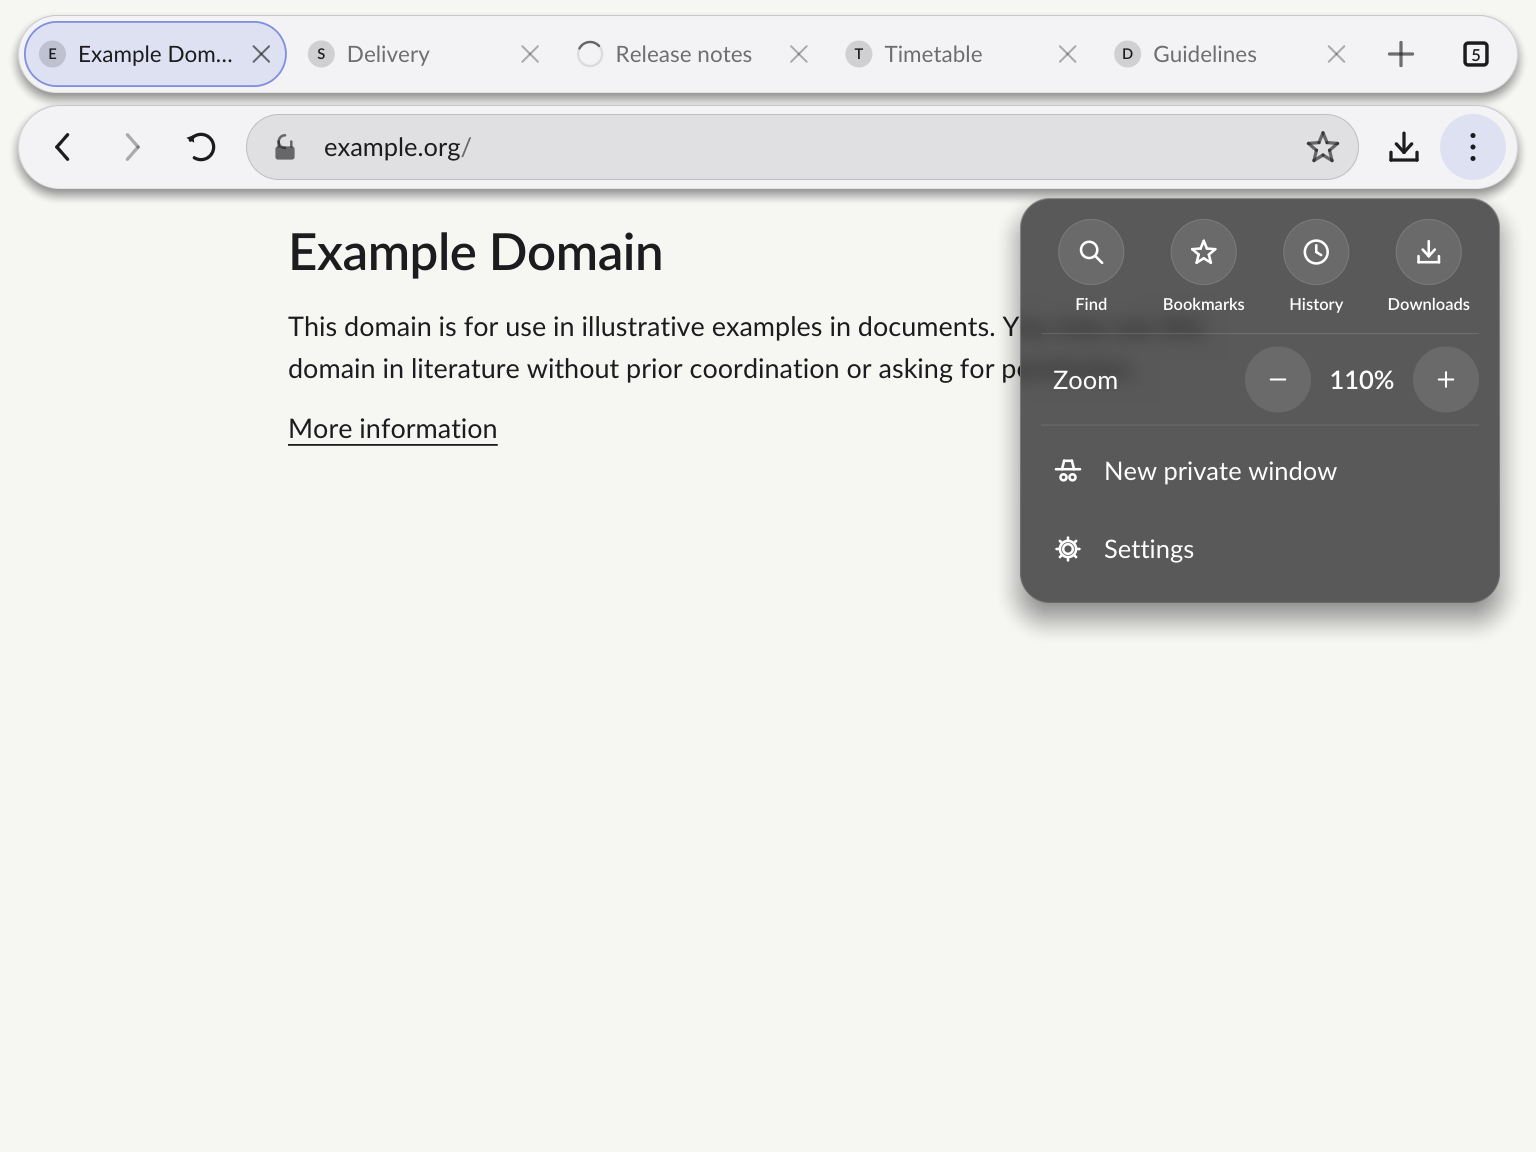 E Example Dom...
S Delivery
Release notes
T Timetable
D Guidelines
5
example.org/
Example Domain
This domain is for use in illustrative examples in documents.
domain in literature without prior coordination or asking for
More information
Find
Bookmarks
History
Downloads
Zoom
110%
New private window
Settings